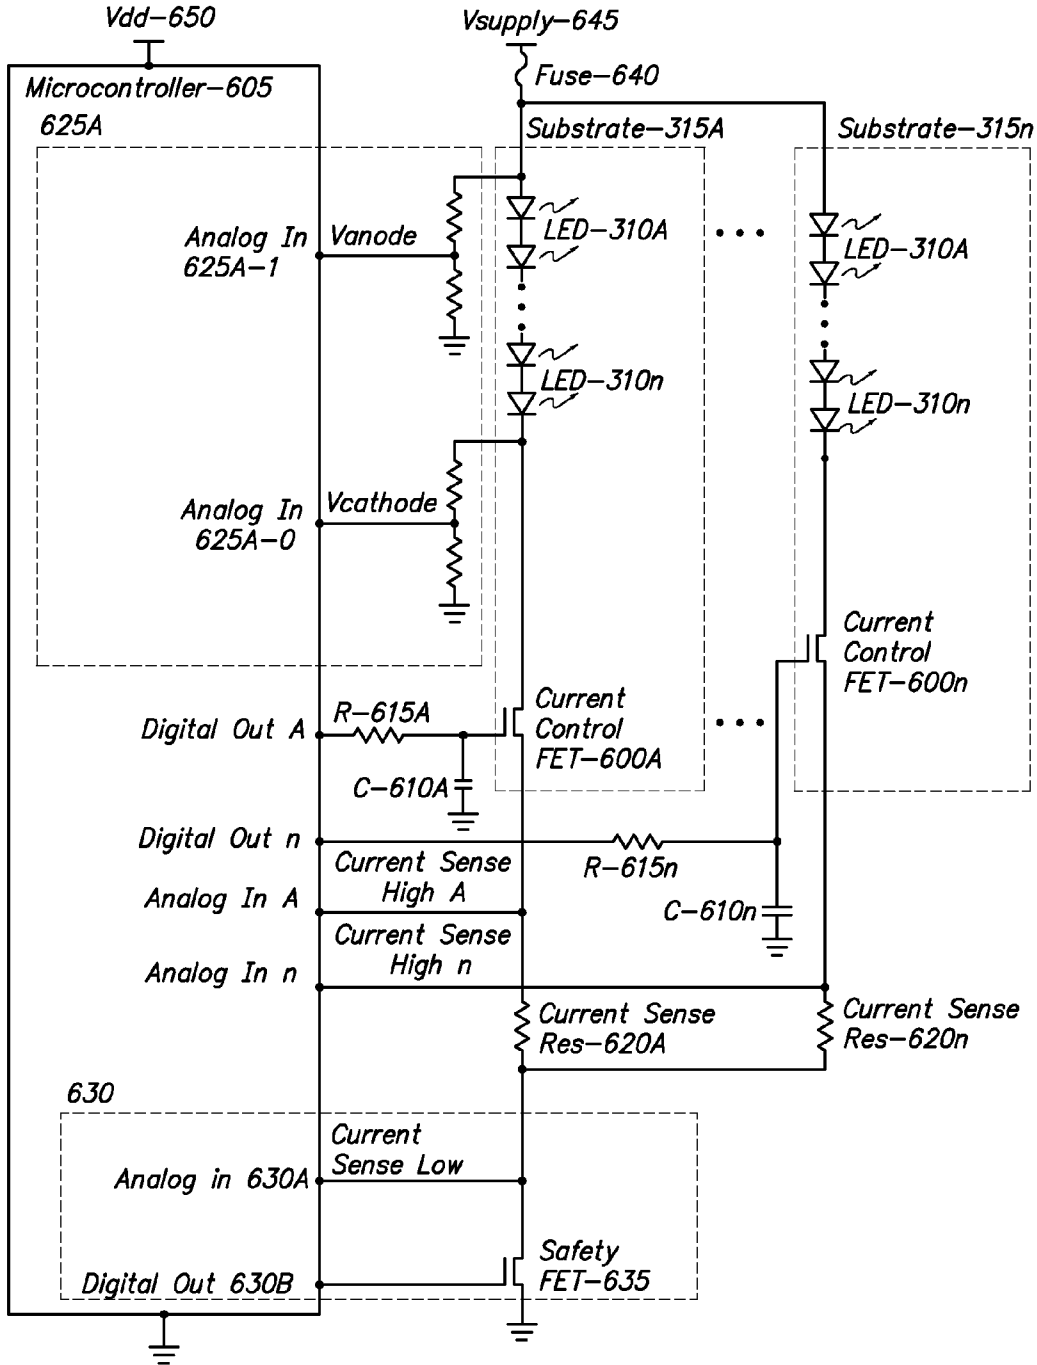 Vdd-650
Vsupply-645
Fuse-640
Microcontroller-605
625A
Substrate-315A
Substrate-315n
LED-310A
LED-310A
Analog In
625A-1
Vanode
LED-310n
LED-310n
Analog In
625A-0
Vcathode
Current
Control
FET-600n
Digital Out A
R-615A
Current
Control
FET-600A
C-610A
Digital Out n
R-615n
Current Sense
High A
Analog In A
C-610n
Current Sense
High n
Analog In n
Current Sense
Res-620A
Current Sense
Res-620n
630
Current
Sense Low
Analog in 630A
Safety
FET-635
Digital Out 630B